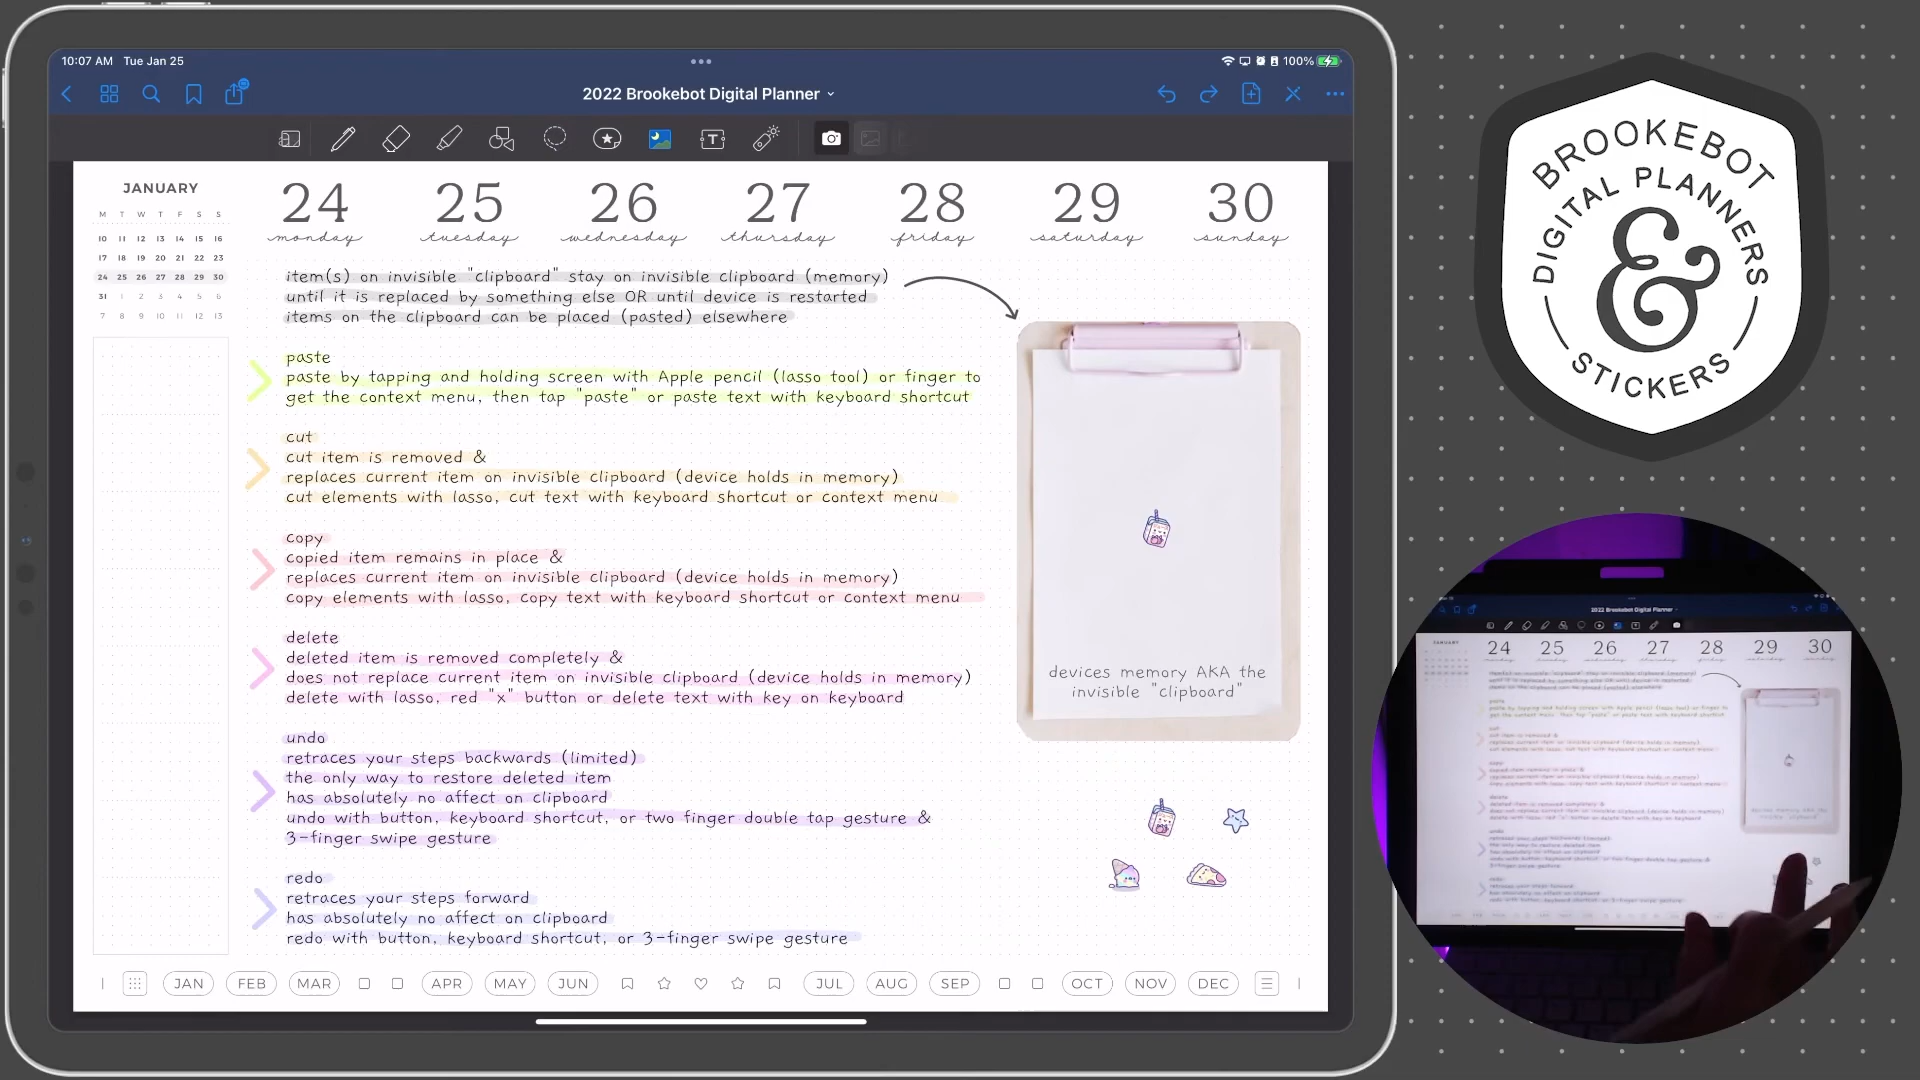 10:07 AM Tue Jan 25
100%
2022 Brookebot Digital Planner
JANUARY
M T W T F S S
10 11 12 13 14 15 16
17 18 19 20 21 22 23
24 25 26 27 28 29 30
31 1 2 3 4 5 6
7 8 9 10 11 12 13
24 25 26 27 28 29 30
monday tuesday wednesday thursday friday saturday sunday
item(s) on invisible "clipboard" stay on invisible clipboard (memory)
until it is replaced by something else OR until device is restarted
items on the clipboard can be placed (pasted) elsewhere
paste
paste by tapping and holding screen with Apple pencil (lasso tool) or finger to
get the context menu, then tap "paste" or paste text with keyboard shortcut
cut
cut item is removed &
replaces current item on invisible clipboard (device holds in memory)
cut elements with lasso, cut text with keyboard shortcut or context menu
copy
copied item remains in place &
replaces current item on invisible clipboard (device holds in memory)
copy elements with lasso, copy text with keyboard shortcut or context menu
delete
deleted item is removed completely &
does not replace current item on invisible clipboard (device holds in memory)
delete with lasso, red "x" button or delete text with key on keyboard
undo
retraces your steps backwards (limited)
the only way to restore deleted item
has absolutely no affect on clipboard
undo with button, keyboard shortcut, or two finger double tap gesture &
3-finger swipe gesture
redo
retraces your steps forward
has absolutely no affect on clipboard
redo with button, keyboard shortcut, or 3-finger swipe gesture
devices memory AKA the
invisible "clipboard"
JAN FEB MAR APR MAY JUN JUL AUG SEP OCT NOV DEC
BROOKEBOT
DIGITAL PLANNERS
&
STICKERS
2022 Brookebot Digital Planner
JANUARY
24 25 26 27 28 29 30